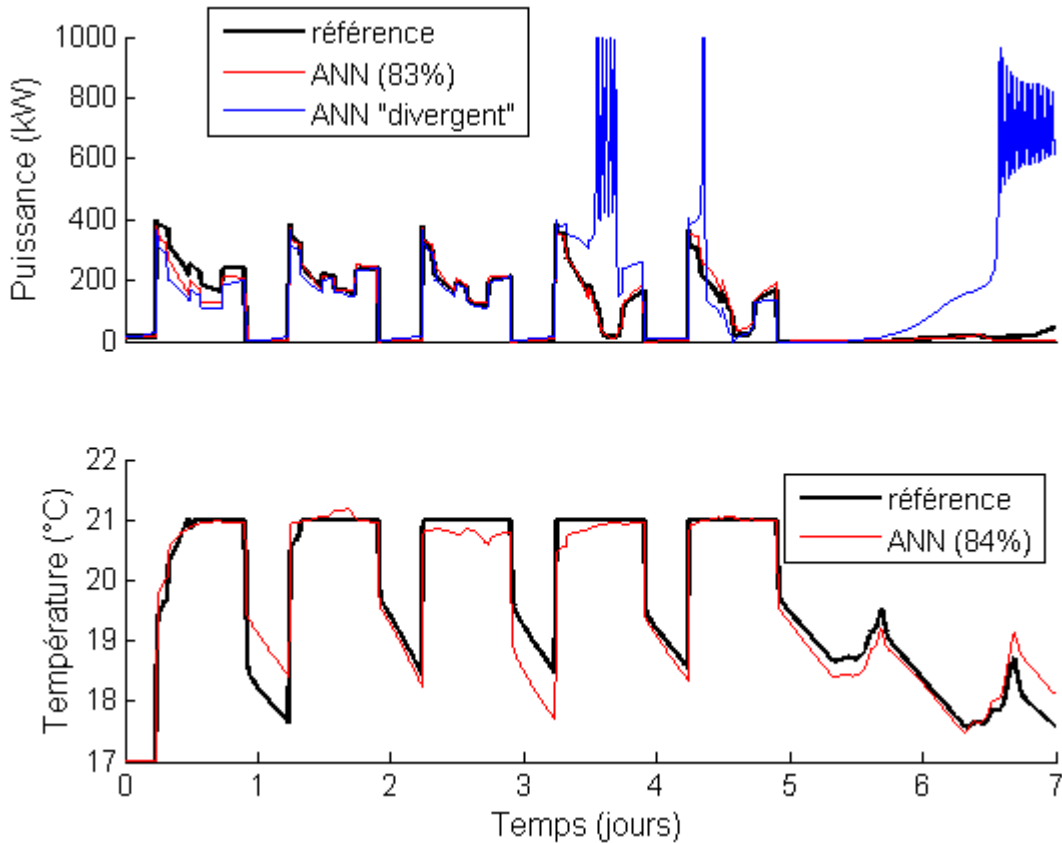 1000
800
600
400
200
0
Puissance (kW)
référence
ANN (83%)
ANN "divergent"
22
21
20
19
18
17
Température (°C)
référence
ANN (84%)
0 1 2 3 4 5 6 7
Temps (jours)